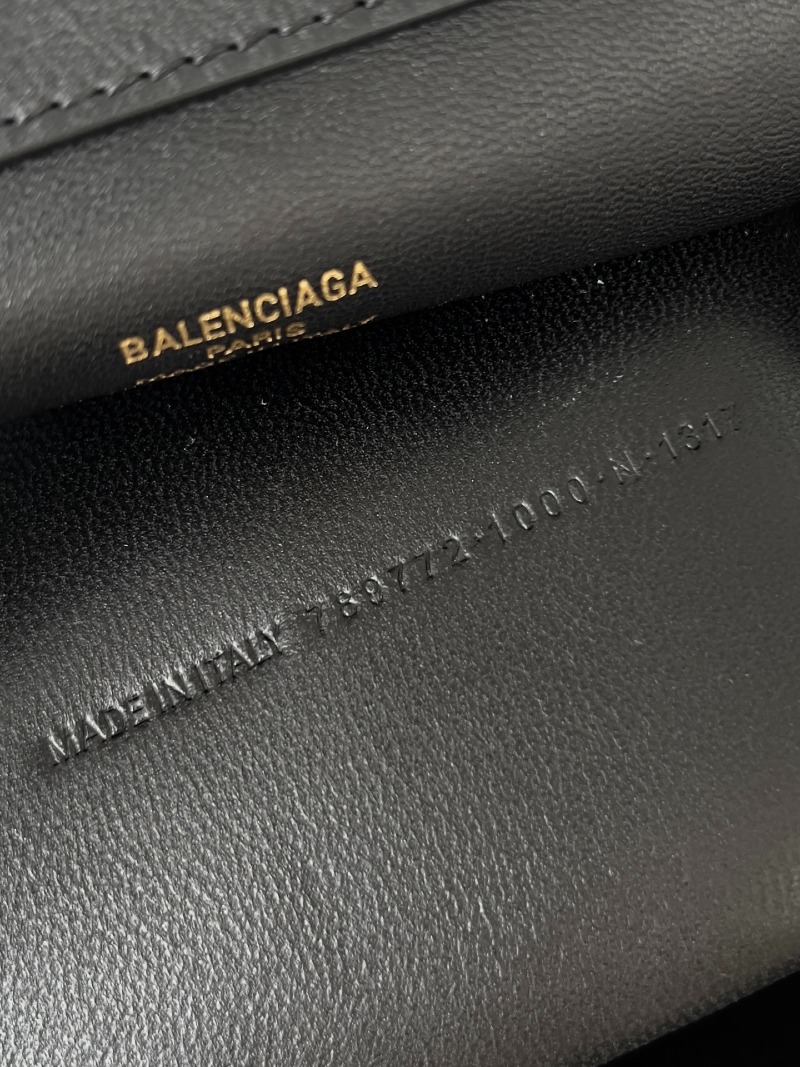 BALENCIAGA
PARIS
MADE IN ITALY 789772·1000·N·1317